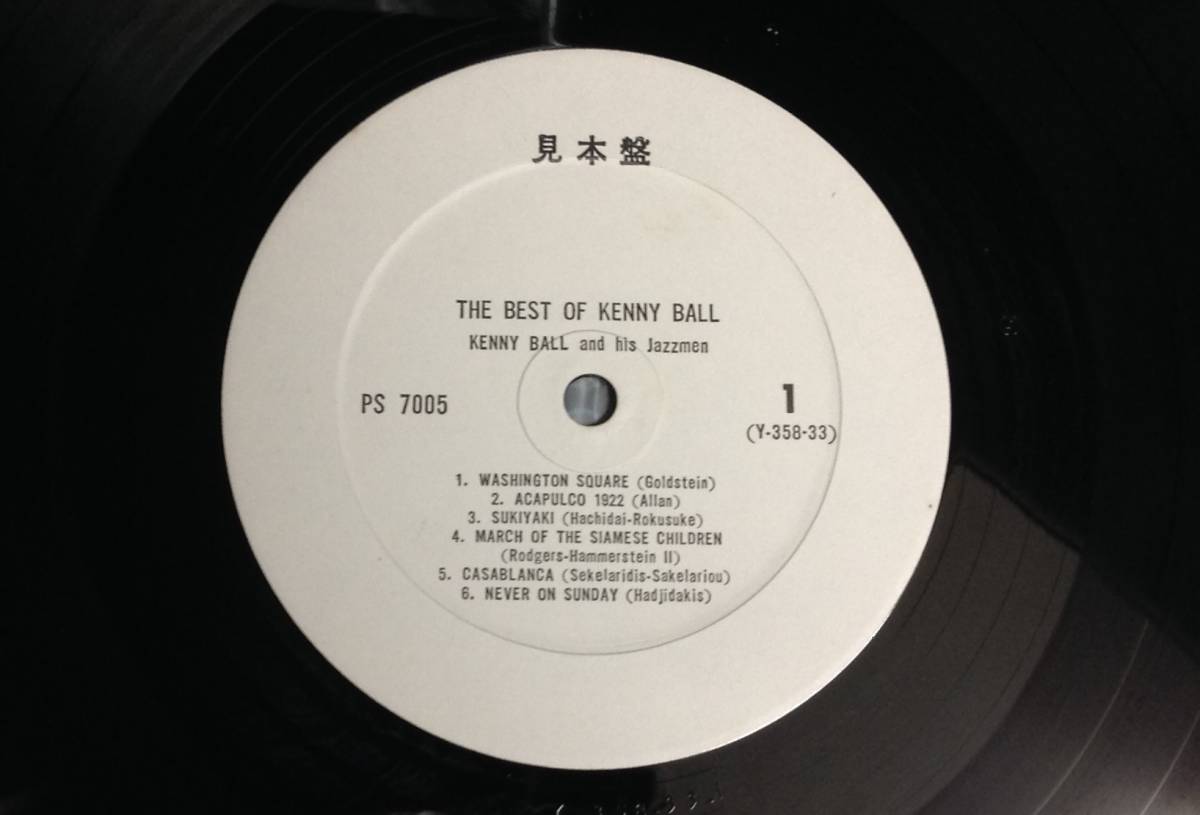 見本盤
THE BEST OF KENNY BALL
KENNY BALL and his Jazzmen
PS 7005
1
(Y-358-33)
1. WASHINGTON SQUARE (Goldstein)
2. ACAPULCO 1922 (Allan)
3. SUKIYAKI (Hachidai-Rokusuke)
4. MARCH OF THE SIAMESE CHILDREN
(Rodgers-Hammerstein II)
5. CASABLANCA (Sekelaridis-Sakelariou)
6. NEVER ON SUNDAY (Hadjidakis)